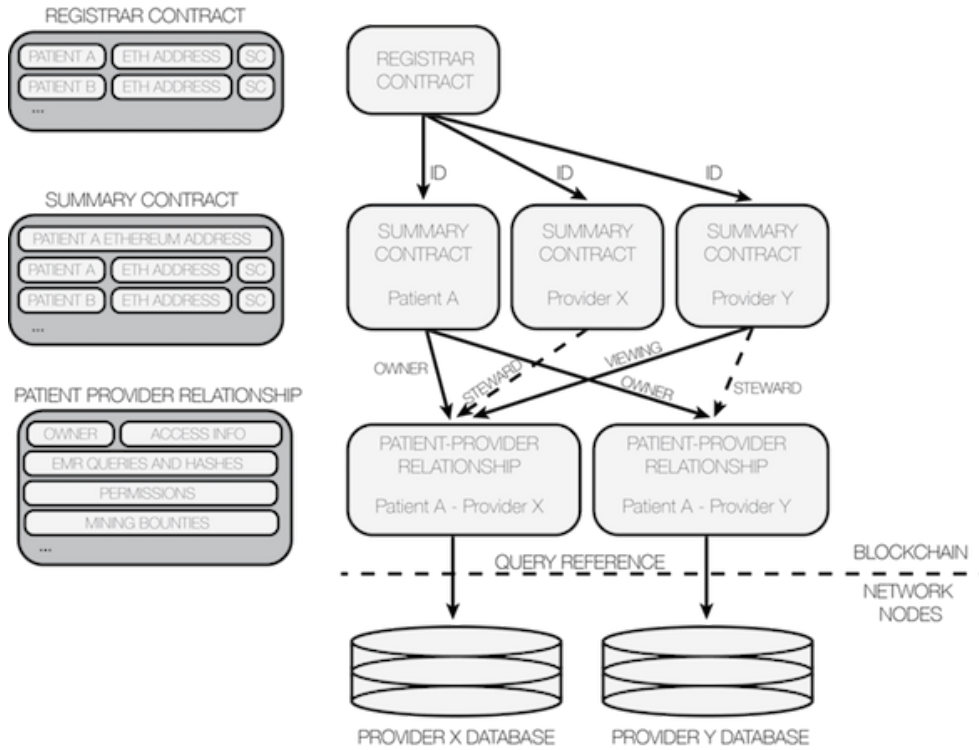 REGISTRAR CONTRACT
PATIENT A ETH ADDRESS SC
PATIENT B ETH ADDRESS SC
...
SUMMARY CONTRACT
PATIENT A ETHEREUM ADDRESS
PATIENT A ETH ADDRESS SC
PATIENT B ETH ADDRESS SC
...
PATIENT PROVIDER RELATIONSHIP
OWNER ACCESS INFO
EMR QUERIES AND HASHES
PERMISSIONS
MINING BOUNTIES
...
REGISTRAR
CONTRACT
ID
ID
ID
SUMMARY
CONTRACT
Patient A
SUMMARY
CONTRACT
Provider X
SUMMARY
CONTRACT
Provider Y
OWNER
STEWARD
VIEWING
OWNER
STEWARD
PATIENT-PROVIDER
RELATIONSHIP
Patient A - Provider X
PATIENT-PROVIDER
RELATIONSHIP
Patient A - Provider Y
QUERY REFERENCE
BLOCKCHAIN
NETWORK
NODES
PROVIDER X DATABASE
PROVIDER Y DATABASE